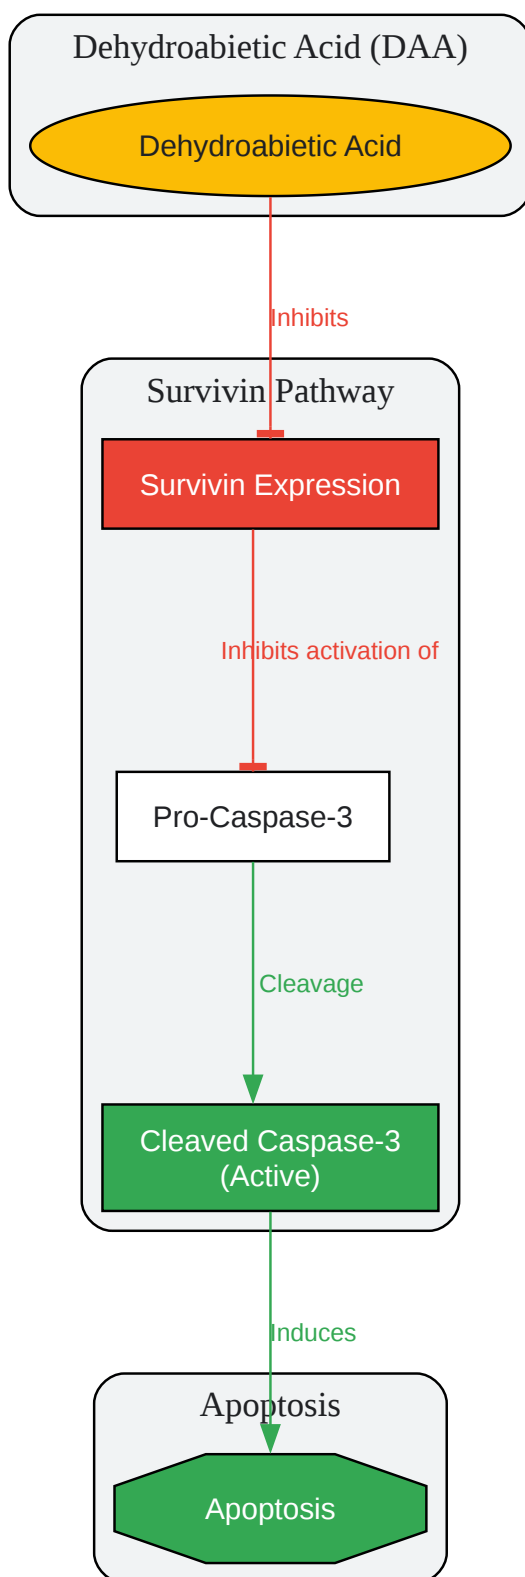 Dehydroabietic Acid (DAA)
Dehydroabietic Acid
Inhibits
Survivin Pathway
Survivin Expression
Inhibits activation of
Pro-Caspase-3
Cleavage
Cleaved Caspase-3
(Active)
Induces
Apoptosis
Apoptosis